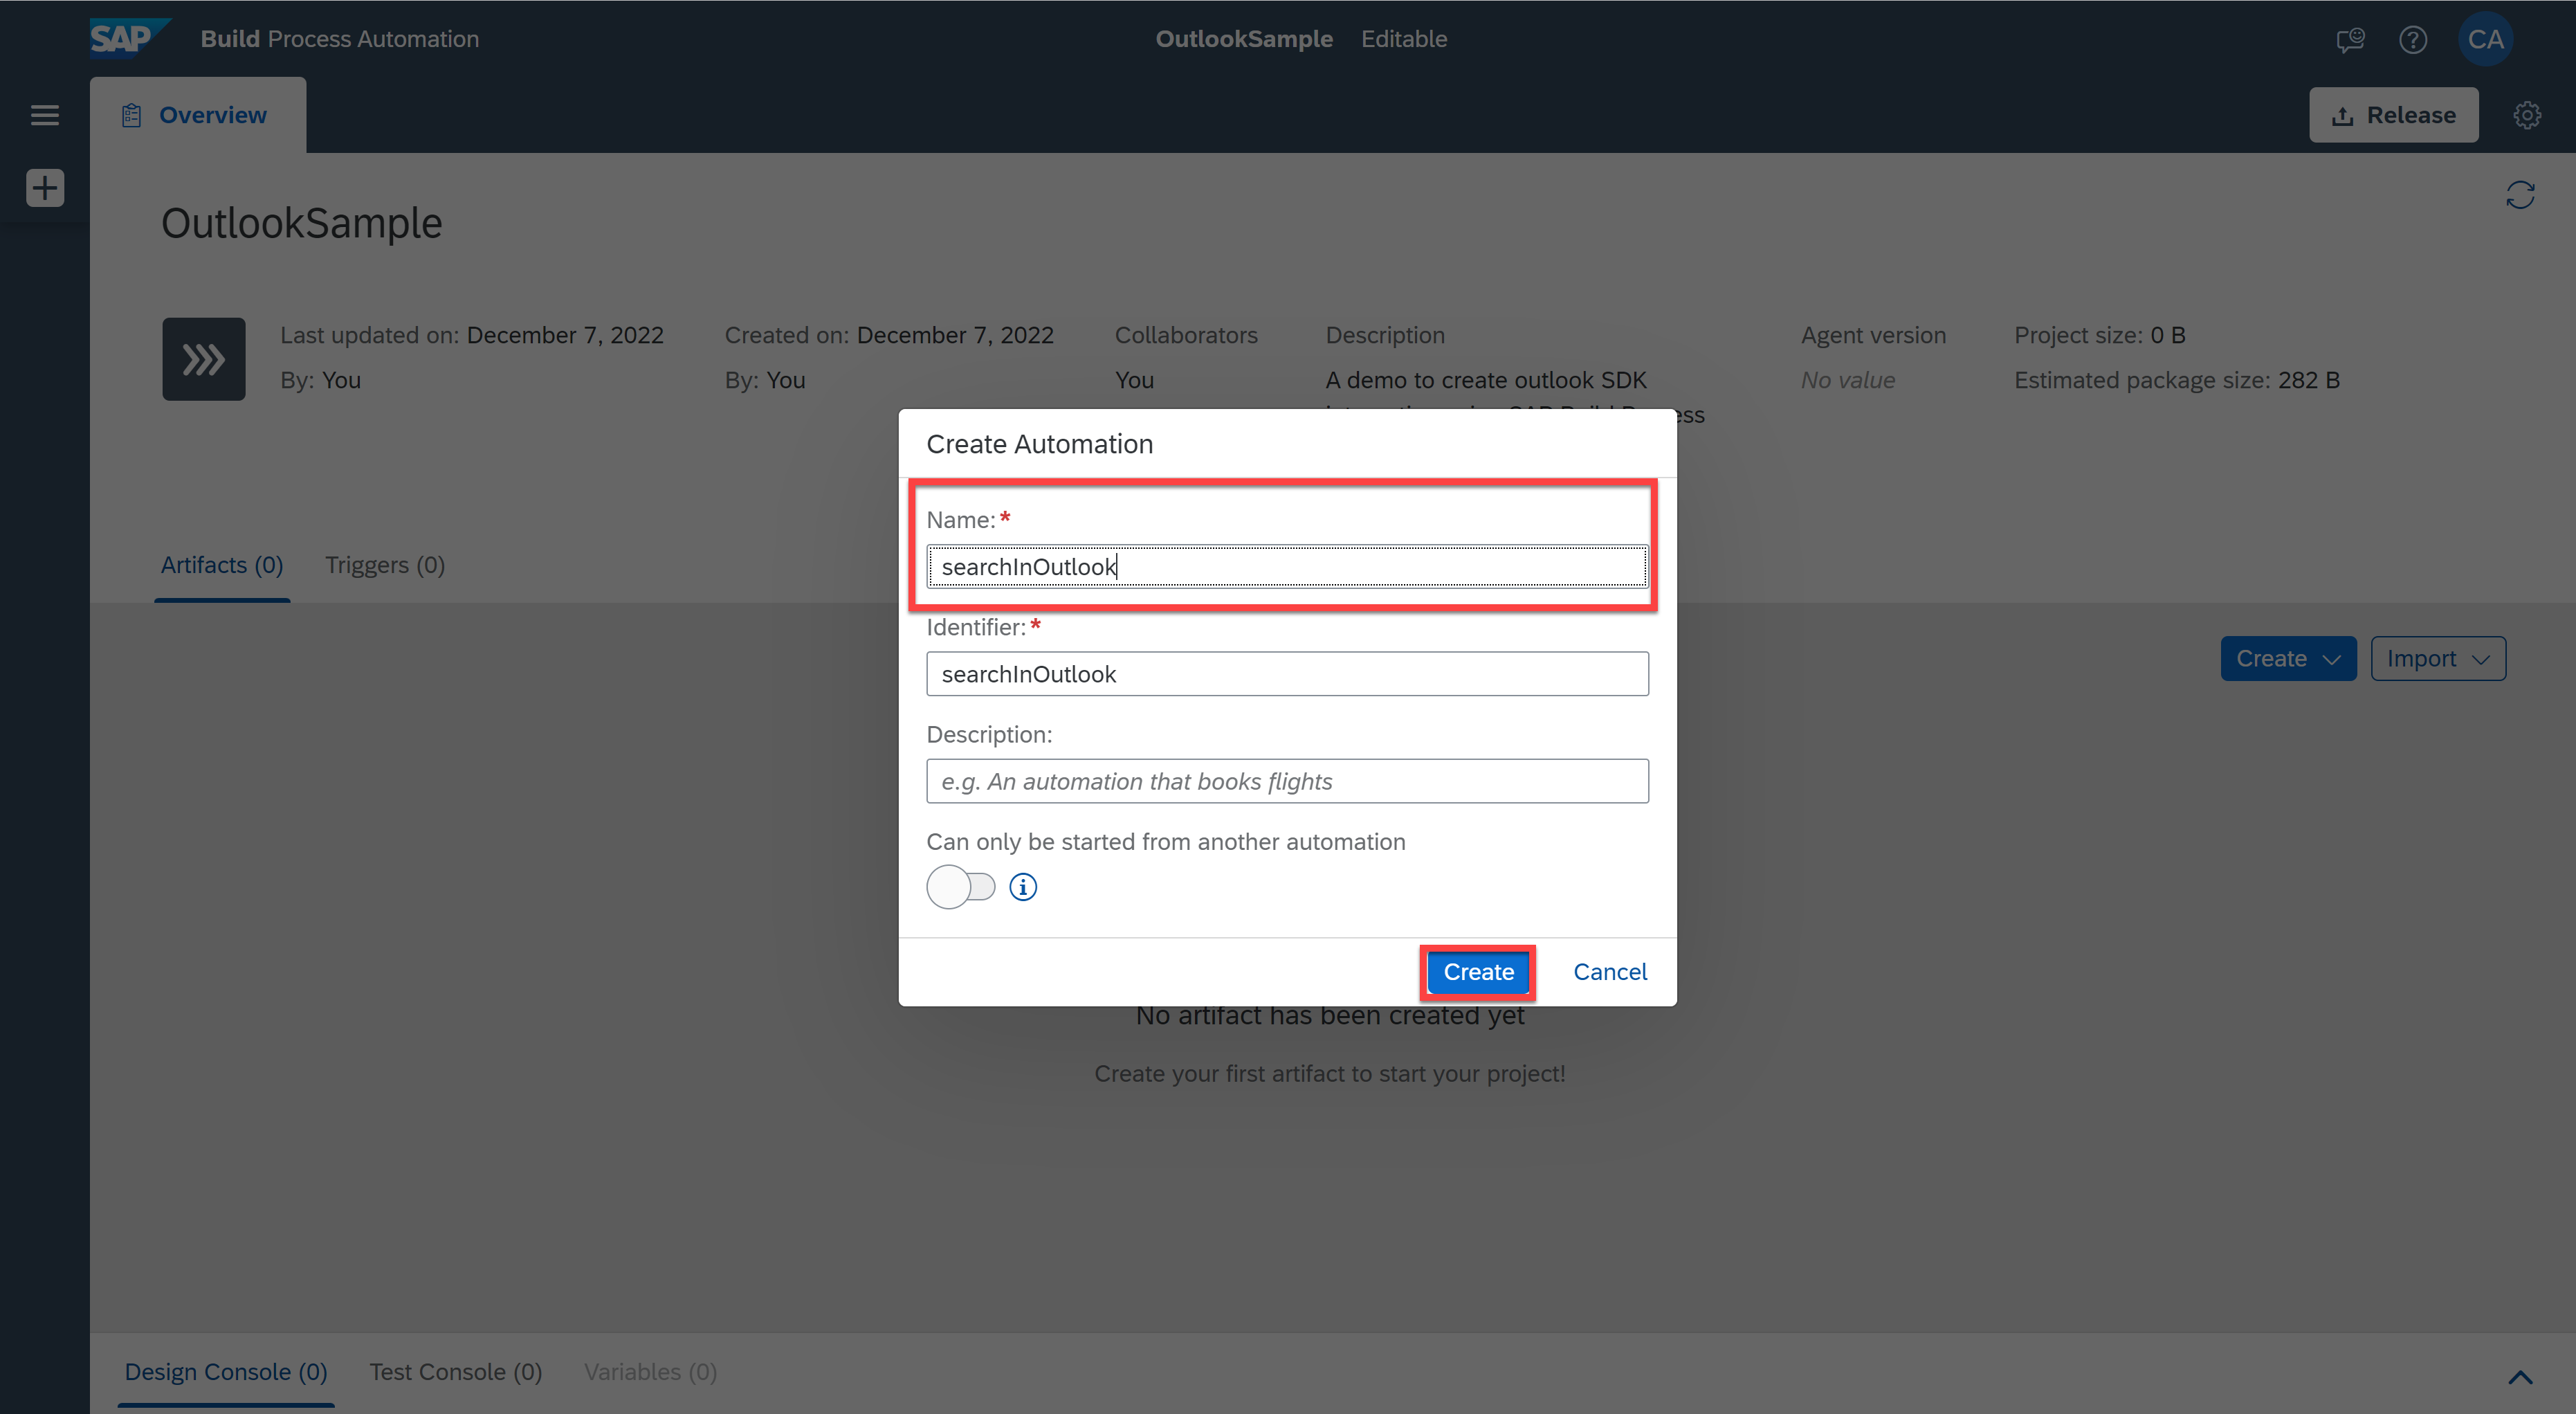 SAP Build Process Automation OutlookSample Editable CA
Overview Release
OutlookSample
Last updated on: December 7, 2022 Created on: December 7, 2022 Collaborators Description Agent version Project size: 0 B
By: You By: You You A demo to create outlook SDK No value Estimated package size: 282 B
Create Automation
Name:*
Artifacts (0) Triggers (0) searchInOutlook
Identifier:*
searchInOutlook Create Import
Description:
e.g. An automation that books flights
Can only be started from another automation
Create Cancel
No artifact has been created yet
Create your first artifact to start your project!
Design Console (0) Test Console (0) Variables (0)